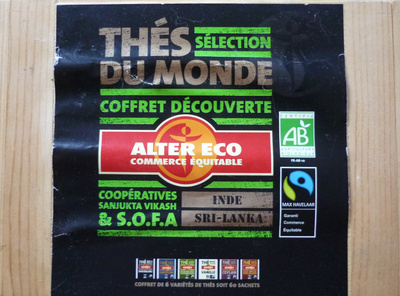 THÉS SÉLECTION
DU MONDE
COFFRET DÉCOUVERTE
ALTER ECO
COMMERCE ÉQUITABLE
COOPÉRATIVES
SANJUKTA VIKASH
& S.O.F.A
INDE
SRI-LANKA
AB
MAX HAVELAAR
Garanti
Commerce
Équitable
COFFRET DE 6 VARIÉTÉS DE THÉS SOIT 60 SACHETS